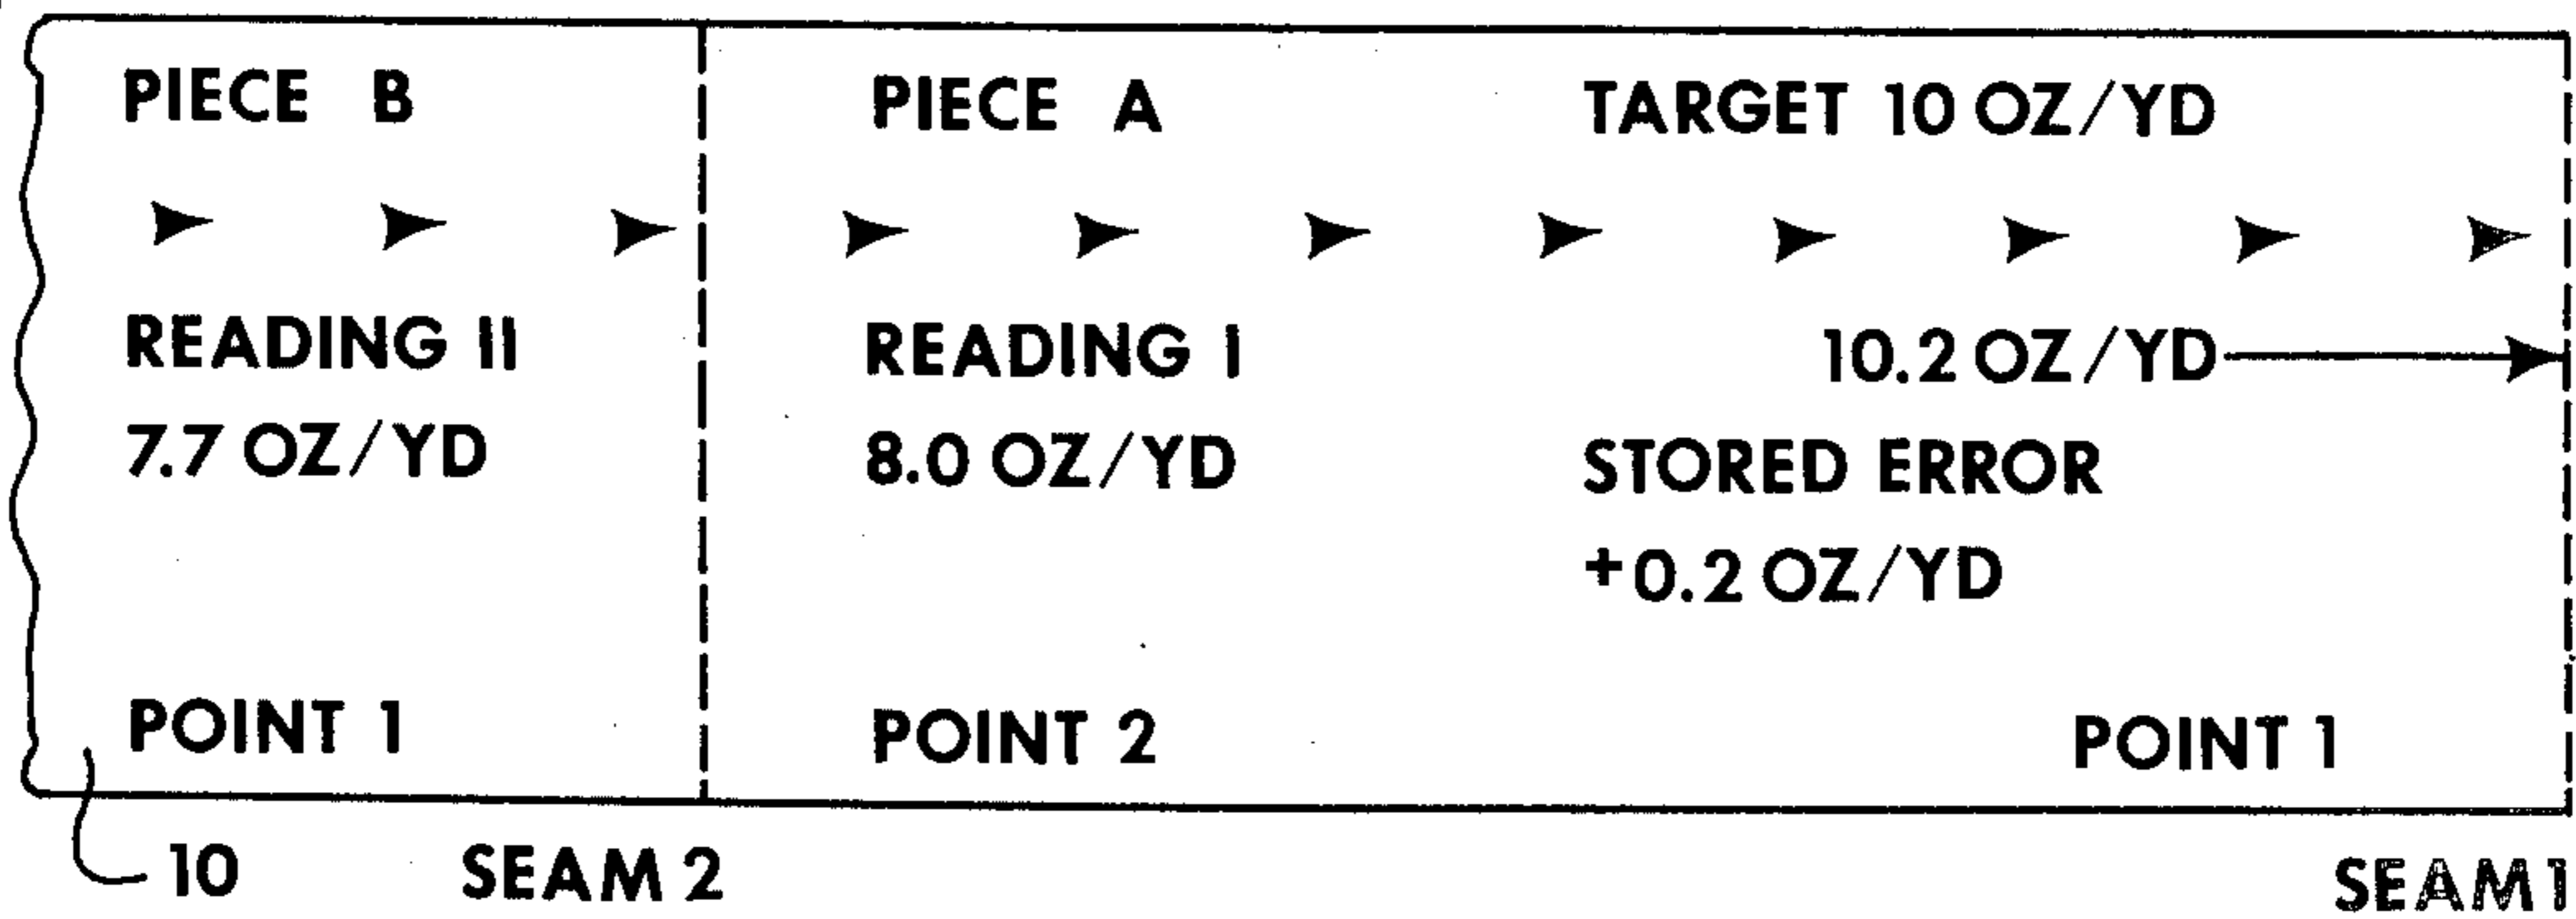 PIECE B
PIECE A
TARGET 10 OZ/YD
READING II
READING I
10.2 OZ/YD
7.7 OZ/YD
8.0 OZ/YD
STORED ERROR
+0.2 OZ/YD
POINT 1
POINT 2
POINT 1
10
SEAM 2
SEAM 1